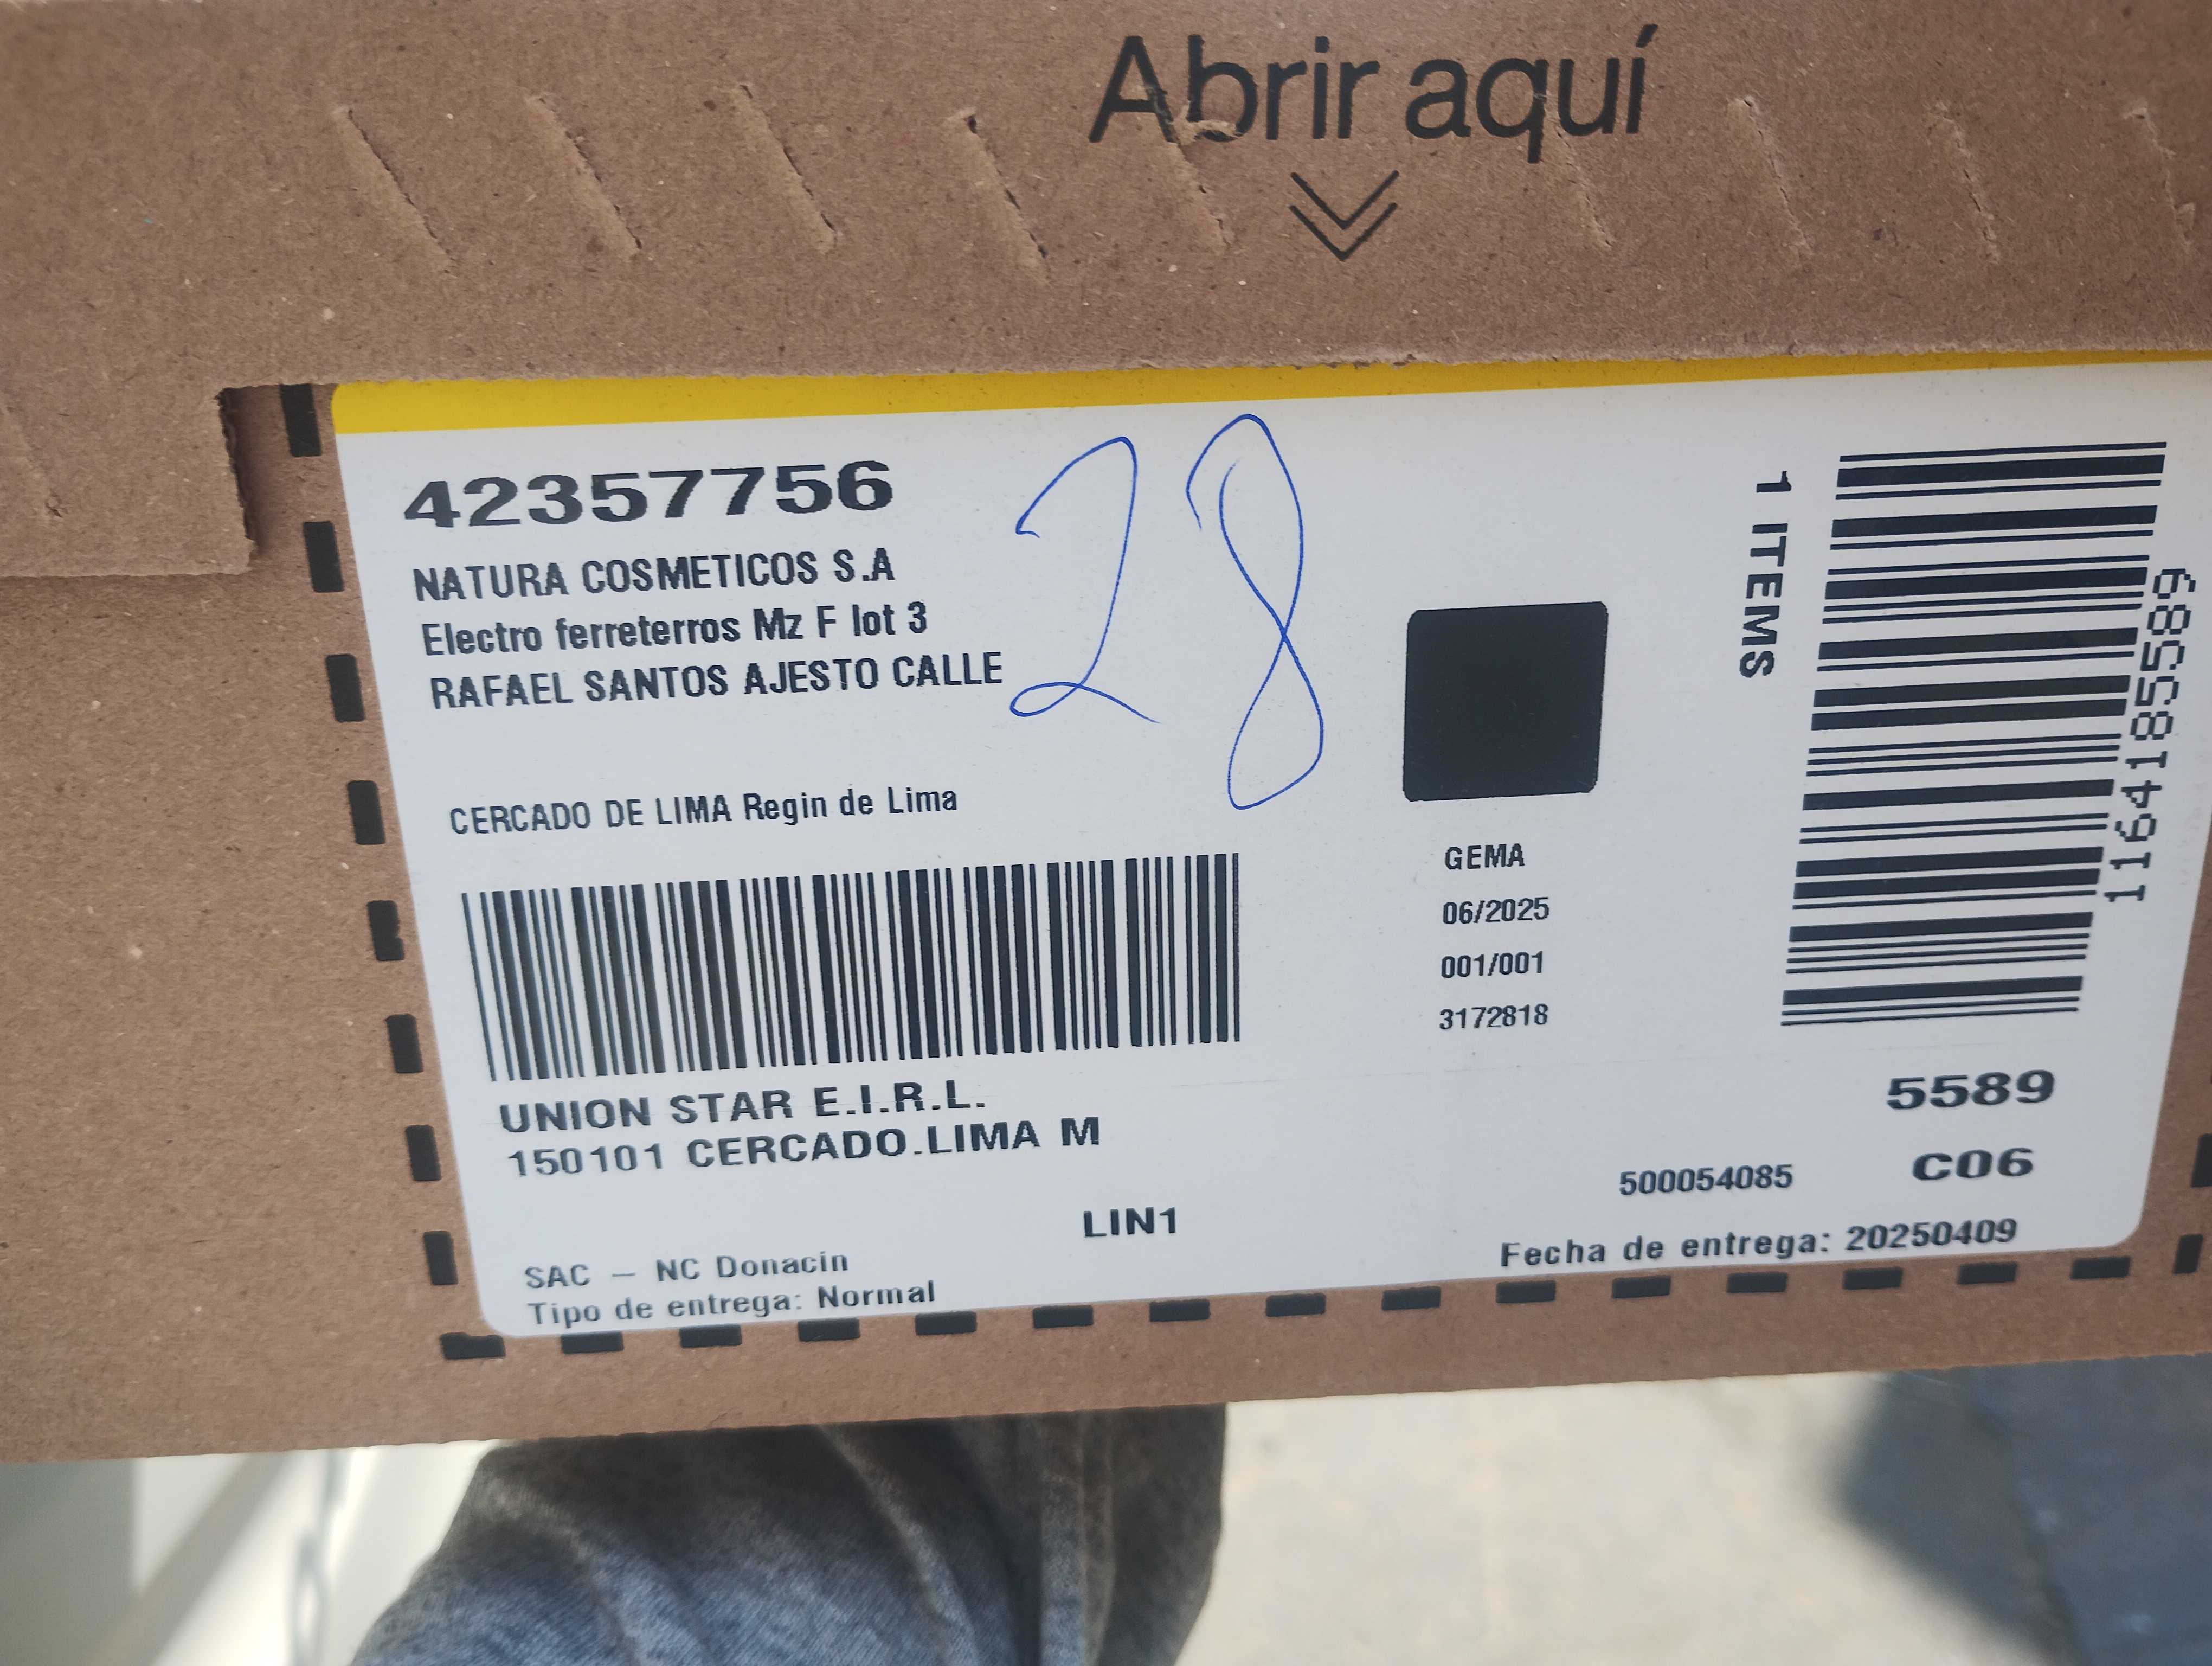 Abrir aquí
42357756
28
NATURA COSMETICOS S.A
Electro ferreterros Mz F lot 3
RAFAEL SANTOS AJESTO CALLE
CERCADO DE LIMA Regin de Lima
1 ITEMS
1164185589
GEMA
06/2025
001/001
3172818
UNION STAR E.I.R.L.
150101 CERCADO.LIMA M
5589
C06
500054085
LIN1
Fecha de entrega: 20250409
SAC – NC Donacin
Tipo de entrega: Normal